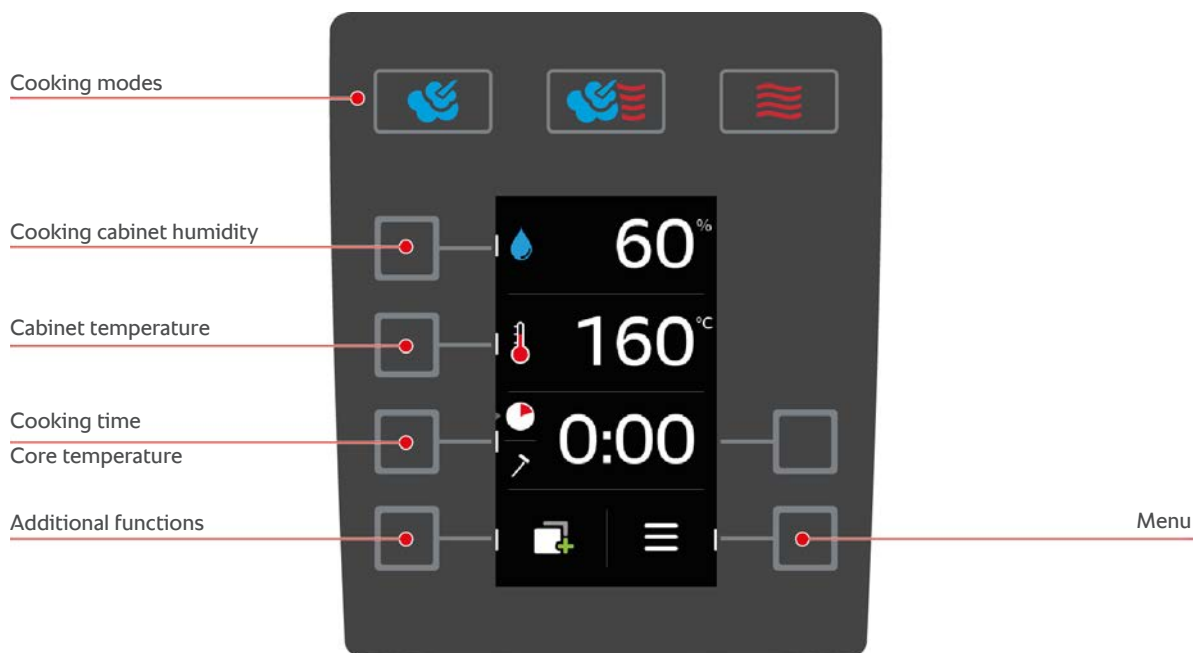 Cooking modes
Cooking cabinet humidity
60%
Cabinet temperature
160°C
Cooking time
0:00
Core temperature
Additional functions
Menu